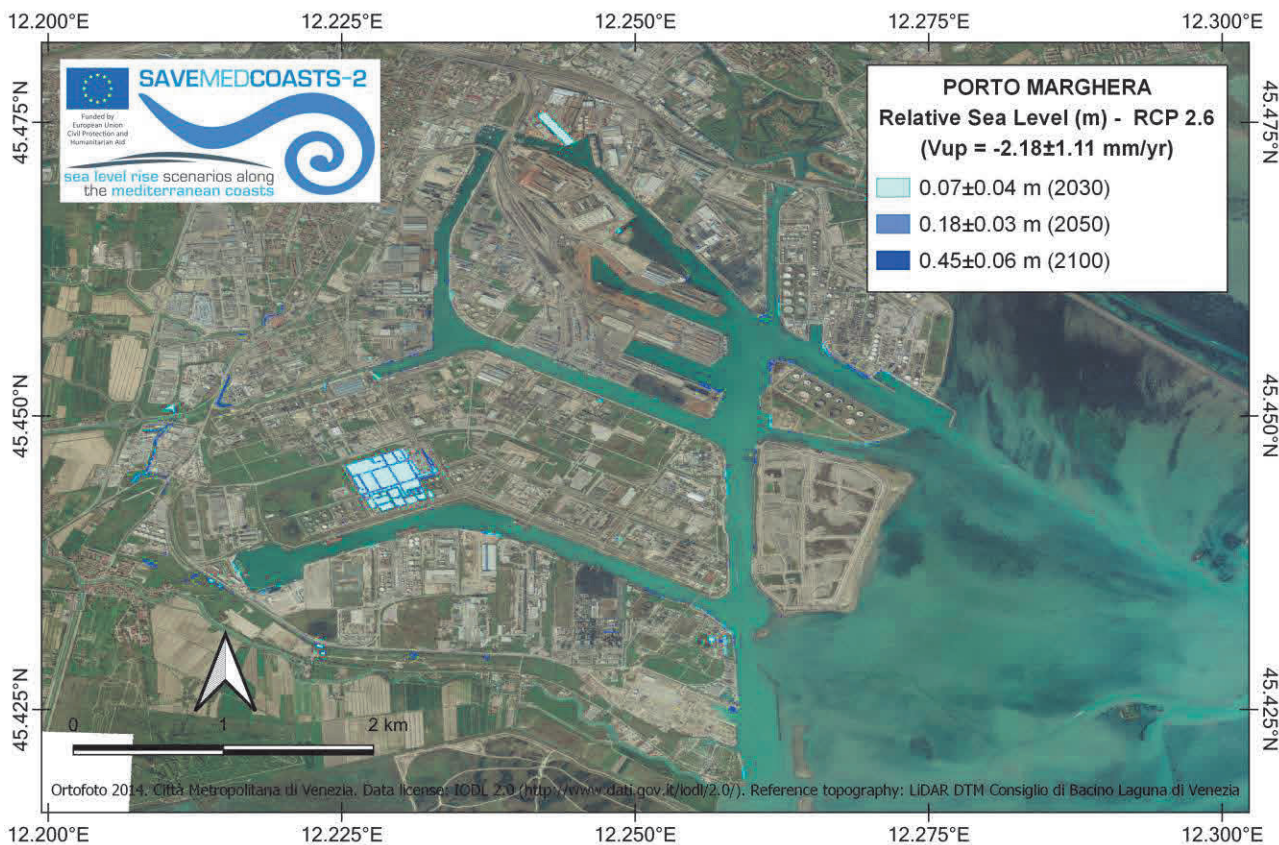 12.200°E 12.225°E 12.250°E 12.275°E 12.300°E
45.475°N
45.450°N
45.425°N
SAVEMEDCOASTS-2
Funded by
European Union
Civil Protection and
Humanitarian Aid
sea level rise scenarios along
the mediterranean coasts
PORTO MARGHERA
Relative Sea Level (m) - RCP 2.6
(Vup = -2.18±1.11 mm/yr)
0.07±0.04 m (2030)
0.18±0.03 m (2050)
0.45±0.06 m (2100)
45.475°N
45.450°N
45.425°N
0 1 2 km
Ortofoto 2014. Città Metropolitana di Venezia. Data license: IODL 2.0 (http://www.dati.gov.it/iodl/2.0/). Reference topography: LiDAR DTM Consiglio di Bacino Laguna di Venezia
12.200°E 12.225°E 12.250°E 12.275°E 12.300°E